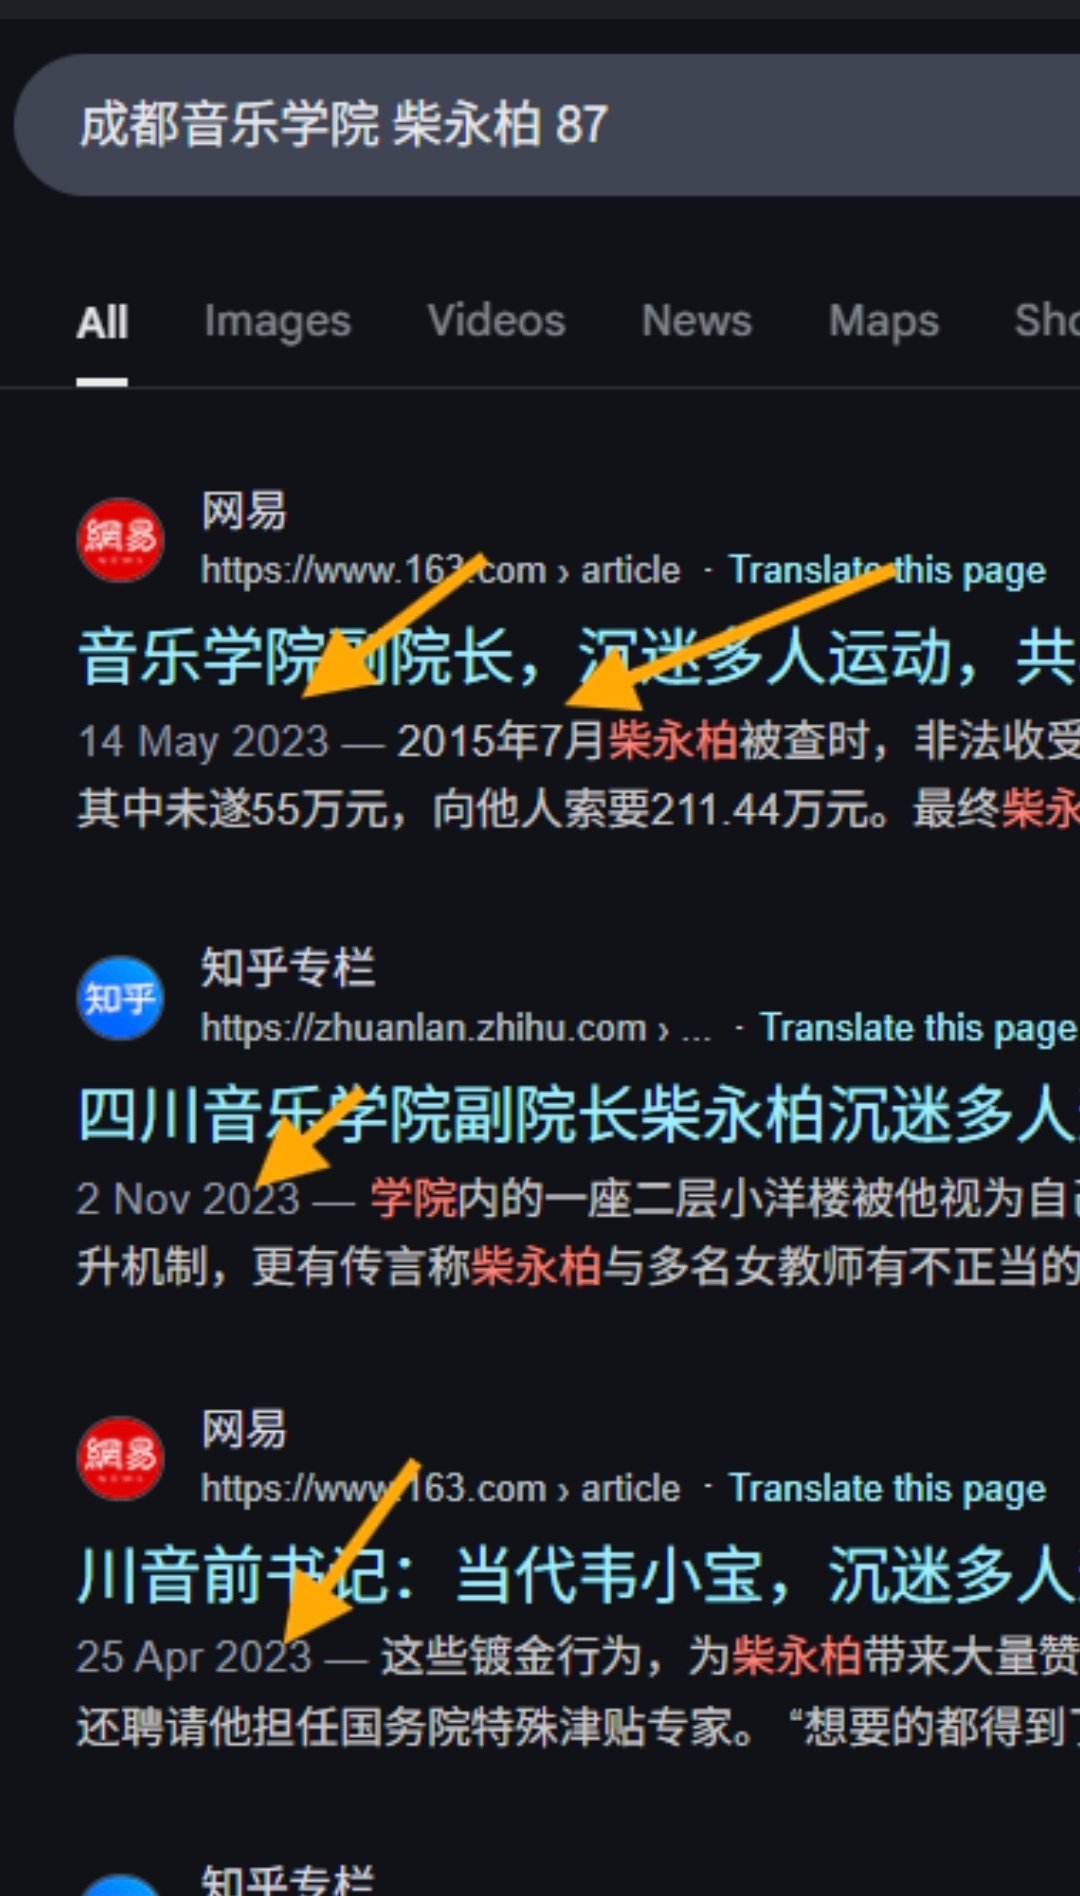 成都音乐学院 柴永柏 87
All Images Videos News Maps Sho
網易
NEWS
网易
https://www.163.com › article · Translate this page
音乐学院副院长，沉迷多人运动，共
14 May 2023 — 2015年7月柴永柏被查时，非法收受
其中未遂55万元，向他人索要211.44万元。最终柴永
知乎
知乎专栏
https://zhuanlan.zhihu.com › ... · Translate this page
四川音乐学院副院长柴永柏沉迷多人
2 Nov 2023 — 学院内的一座二层小洋楼被他视为自己
升机制，更有传言称柴永柏与多名女教师有不正当的
網易
NEWS
网易
https://www.163.com › article · Translate this page
川音前书记：当代韦小宝，沉迷多人
25 Apr 2023 — 这些镀金行为，为柴永柏带来大量赞
还聘请他担任国务院特殊津贴专家。 “想要的都得到了
知乎专栏